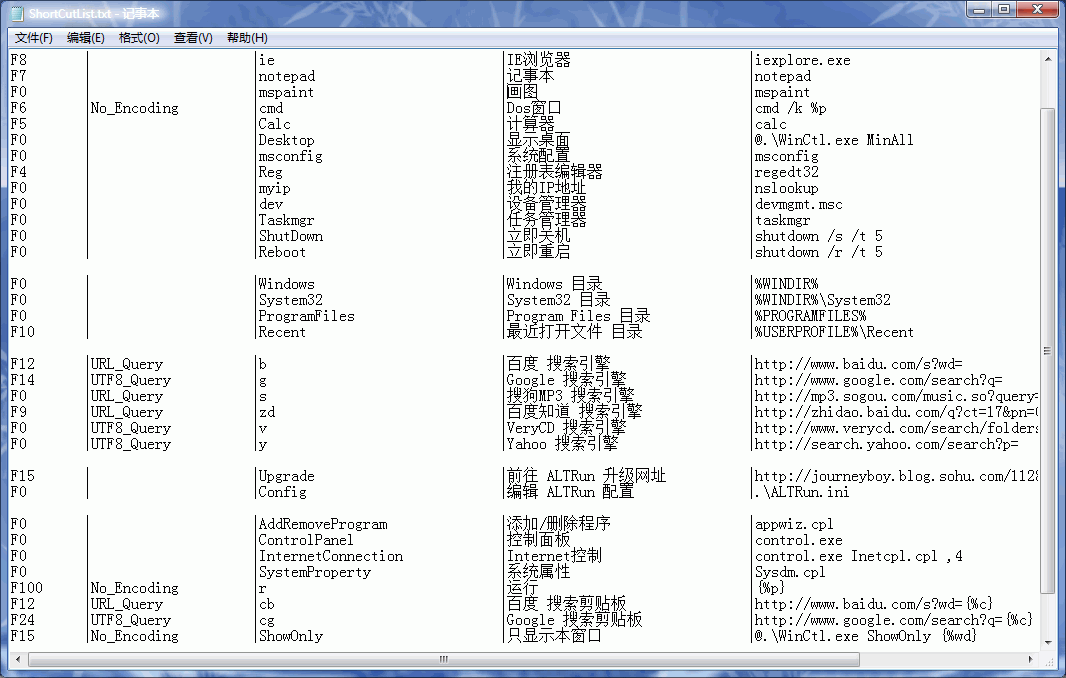 ShortCutList.txt - 记事本
文件(F) 编辑(E) 格式(O) 查看(V) 帮助(H)
F8 | |ie |IE浏览器 |iexplore.exe
F7 | |notepad |记事本 |notepad
F0 | |mspaint |画图 |mspaint
F6 |No_Encoding |cmd |Dos窗口 |cmd /k %p
F5 | |Calc |计算器 |calc
F0 | |Desktop |显示桌面 |@.\WinCtl.exe MinAll
F0 | |msconfig |系统配置 |msconfig
F4 | |Reg |注册表编辑器 |regedt32
F0 | |myip |我的IP地址 |nslookup
F0 | |dev |设备管理器 |devmgmt.msc
F0 | |Taskmgr |任务管理器 |taskmgr
F0 | |ShutDown |立即关机 |shutdown /s /t 5
F0 | |Reboot |立即重启 |shutdown /r /t 5
F0 | |Windows |Windows 目录 |%WINDIR%
F0 | |System32 |System32 目录 |%WINDIR%\System32
F0 | |ProgramFiles |Program Files 目录 |%PROGRAMFILES%
F10 | |Recent |最近打开文件 目录 |%USERPROFILE%\Recent
F12 |URL_Query |b |百度 搜索引擎 |http://www.baidu.com/s?wd=
F14 |UTF8_Query |g |Google 搜索引擎 |http://www.google.com/search?q=
F0 |URL_Query |s |搜狗MP3 搜索引擎 |http://mp3.sogou.com/music.so?query=
F9 |URL_Query |zd |百度知道 搜索引擎 |http://zhidao.baidu.com/q?ct=17&pn=0
F0 |UTF8_Query |v |VeryCD 搜索引擎 |http://www.verycd.com/search/folders
F0 |UTF8_Query |y |Yahoo 搜索引擎 |http://search.yahoo.com/search?p=
F15 | |Upgrade |前往 ALTRun 升级网址 |http://journeyboy.blog.sohu.com/1128
F0 | |Config |编辑 ALTRun 配置 |.\ALTRun.ini
F0 | |AddRemoveProgram |添加/删除程序 |appwiz.cpl
F0 | |ControlPanel |控制面板 |control.exe
F0 | |InternetConnection |Internet控制 |control.exe Inetcpl.cpl ,4
F0 | |SystemProperty |系统属性 |Sysdm.cpl
F100 |No_Encoding |r |运行 |{%p}
F12 |URL_Query |cb |百度 搜索剪贴板 |http://www.baidu.com/s?wd={%c}
F24 |UTF8_Query |cg |Google 搜索剪贴板 |http://www.google.com/search?q={%c}
F15 |No_Encoding |ShowOnly |只显示本窗口 |@.\WinCtl.exe ShowOnly {%wd}